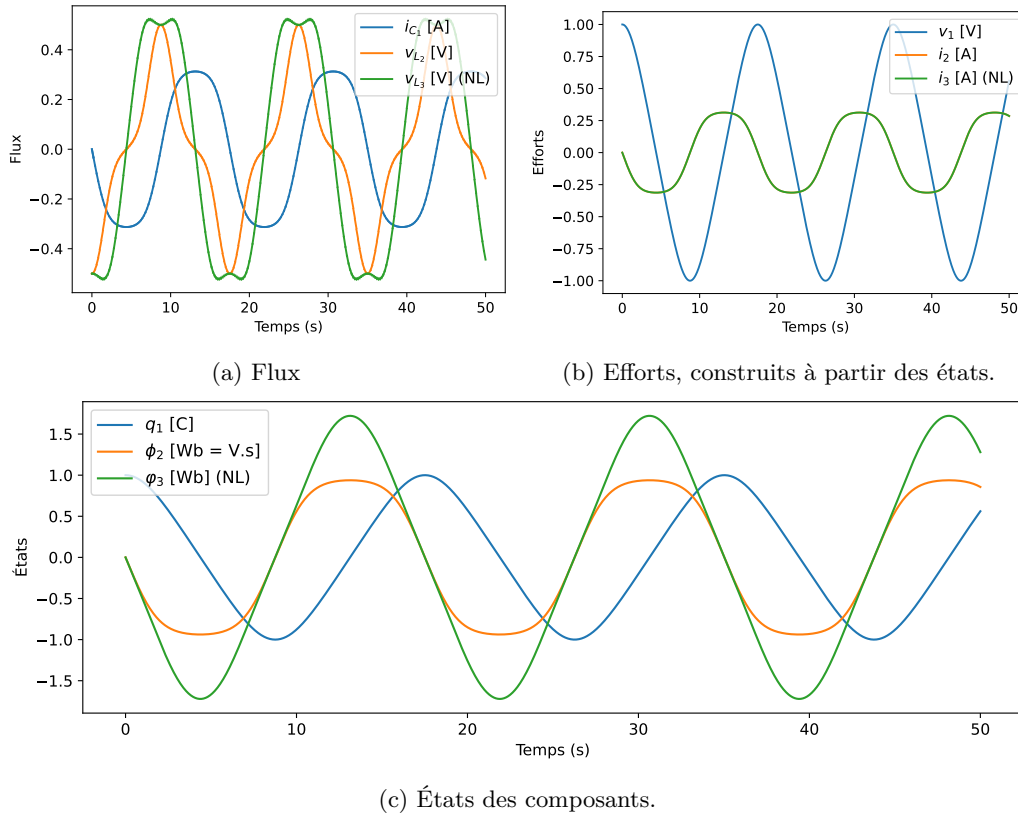 0.4
0.2
0.0
−0.2
−0.4
Flux
0
10
20
30
40
50
Temps (s)
i_{C_1} [A]
v_{L_2} [V]
v_{L_3} [V] (NL)
(a) Flux
1.00
0.75
0.50
0.25
0.00
−0.25
−0.50
−0.75
−1.00
Efforts
0
10
20
30
40
50
Temps (s)
v_1 [V]
i_2 [A]
i_3 [A] (NL)
(b) Efforts, construits à partir des états.
1.5
1.0
0.5
0.0
−0.5
−1.0
−1.5
États
0
10
20
30
40
50
Temps (s)
q_1 [C]
ϕ_2 [Wb = V.s]
φ_3 [Wb] (NL)
(c) États des composants.